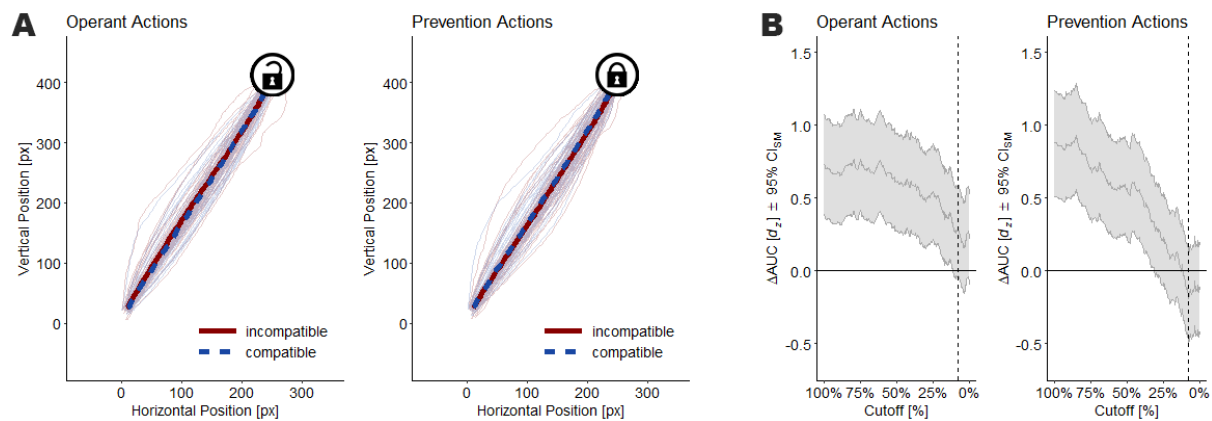 A
Operant Actions
Vertical Position [px]
400
300
200
100
0
incompatible
compatible
0 100 200 300
Horizontal Position [px]
Prevention Actions
Vertical Position [px]
400
300
200
100
0
incompatible
compatible
0 100 200 300
Horizontal Position [px]
B
Operant Actions
ΔAUC [dz] ± 95% CISM
1.5
1.0
0.5
0.0
-0.5
100% 75% 50% 25% 0%
Cutoff [%]
Prevention Actions
ΔAUC [dz] ± 95% CISM
1.5
1.0
0.5
0.0
-0.5
100% 75% 50% 25% 0%
Cutoff [%]